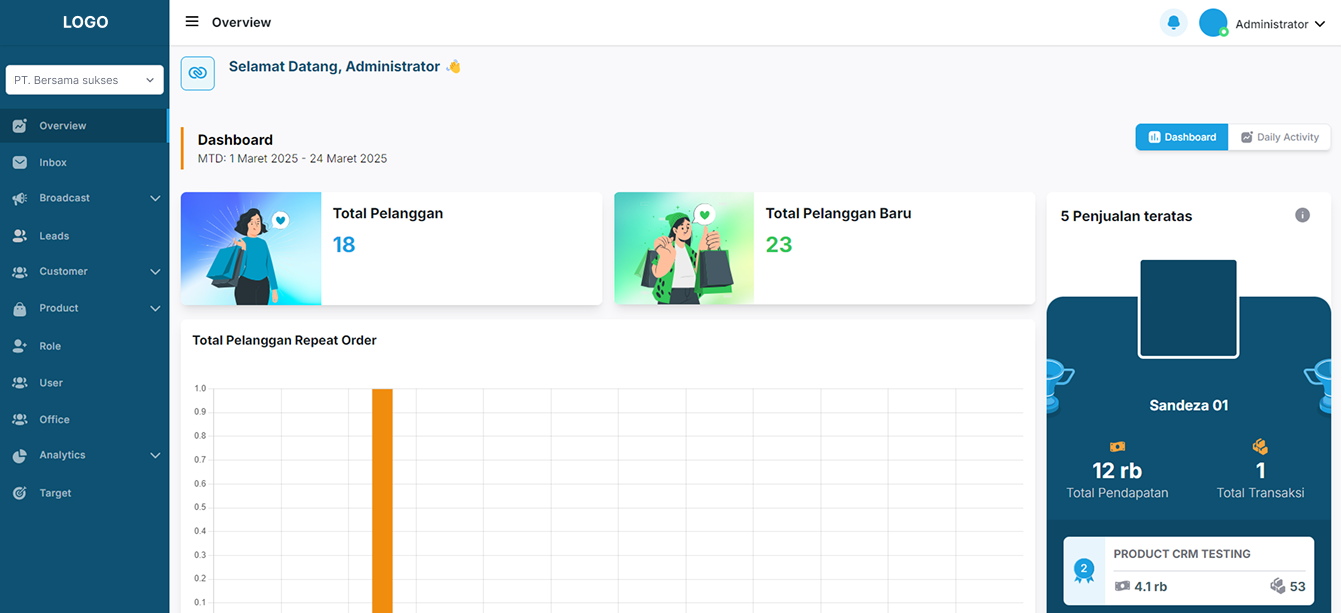 LOGO
Overview
Administrator
PT. Bersama sukses
Selamat Datang, Administrator 👋
Overview
Inbox
Broadcast
Leads
Customer
Product
Role
User
Office
Analytics
Target
Dashboard
MTD: 1 Maret 2025 - 24 Maret 2025
Dashboard
Daily Activity
Total Pelanggan
18
Total Pelanggan Baru
23
Total Pelanggan Repeat Order
1.0
0.9
0.8
0.7
0.6
0.5
0.4
0.3
0.2
0.1
5 Penjualan teratas
i
Sandeza 01
12 rb
Total Pendapatan
1
Total Transaksi
2
PRODUCT CRM TESTING
4.1 rb
53